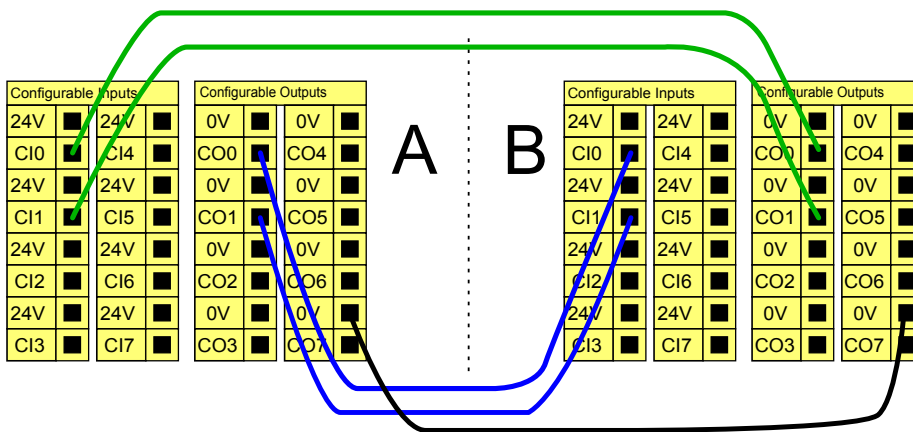 Configurable Inputs
24V 24V
CI0 CI4
24V 24V
CI1 CI5
24V 24V
CI2 CI6
24V 24V
CI3 CI7
Configurable Outputs
0V 0V
CO0 CO4
0V 0V
CO1 CO5
0V 0V
CO2 CO6
0V 0V
CO3 CO7
A
B
Configurable Inputs
24V 24V
CI0 CI4
24V 24V
CI1 CI5
24V 24V
CI2 CI6
24V 24V
CI3 CI7
Configurable Outputs
0V 0V
CO0 CO4
0V 0V
CO1 CO5
0V 0V
CO2 CO6
0V 0V
CO3 CO7